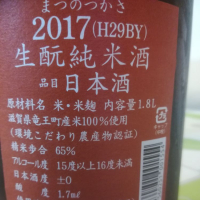 まつのつかさ
2017(H29BY)
生酛純米酒
品目 日本酒
原材料名 米・米麹 内容量1.8L
滋賀県竜王町産米100%使用
(環境こだわり農産物認証)
精米歩合 65%
アルコール度 15度以上16度未満
日本酒度 ±0
酸度 1.7ml